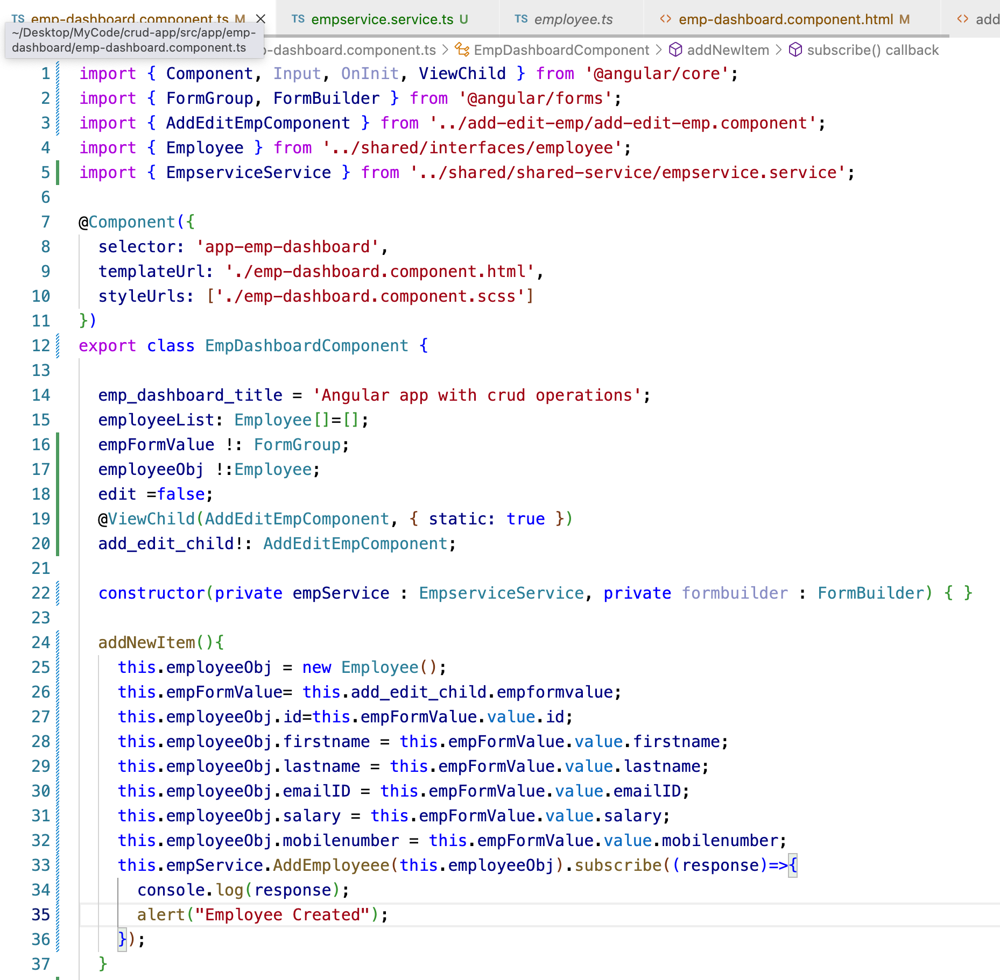 TS emp-dashboard.component.ts M TS empservice.service.ts U TS employee.ts <> emp-dashboard.component.html M <> add
~/Desktop/MyCode/crud-app/src/app/emp-
dashboard/emp-dashboard.component.ts
p-dashboard.component.ts > EmpDashboardComponent > addNewItem > subscribe() callback
1 import { Component, Input, OnInit, ViewChild } from '@angular/core';
2 import { FormGroup, FormBuilder } from '@angular/forms';
3 import { AddEditEmpComponent } from '../add-edit-emp/add-edit-emp.component';
4 import { Employee } from '../shared/interfaces/employee';
5 import { EmpserviceService } from '../shared/shared-service/empservice.service';
6
7 @Component({
8 selector: 'app-emp-dashboard',
9 templateUrl: './emp-dashboard.component.html',
10 styleUrls: ['./emp-dashboard.component.scss']
11 })
12 export class EmpDashboardComponent {
13
14 emp_dashboard_title = 'Angular app with crud operations';
15 employeeList: Employee[]=[];
16 empFormValue !: FormGroup;
17 employeeObj !:Employee;
18 edit =false;
19 @ViewChild(AddEditEmpComponent, { static: true })
20 add_edit_child!: AddEditEmpComponent;
21
22 constructor(private empService : EmpserviceService, private formbuilder : FormBuilder) { }
23
24 addNewItem(){
25 this.employeeObj = new Employee();
26 this.empFormValue= this.add_edit_child.empformvalue;
27 this.employeeObj.id=this.empFormValue.value.id;
28 this.employeeObj.firstname = this.empFormValue.value.firstname;
29 this.employeeObj.lastname = this.empFormValue.value.lastname;
30 this.employeeObj.emailID = this.empFormValue.value.emailID;
31 this.employeeObj.salary = this.empFormValue.value.salary;
32 this.employeeObj.mobilenumber = this.empFormValue.value.mobilenumber;
33 this.empService.AddEmployeee(this.employeeObj).subscribe((response)=>{
34 console.log(response);
35 alert("Employee Created");
36 });
37 }